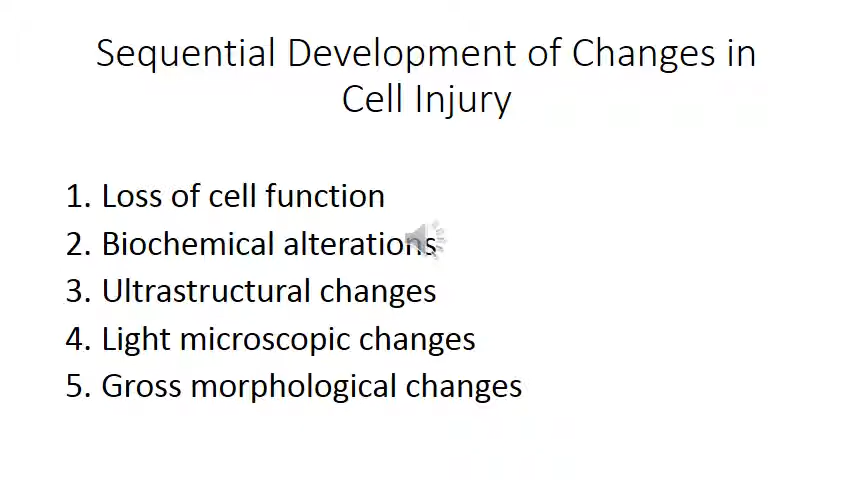 Sequential Development of Changes in
Cell Injury
1. Loss of cell function
2. Biochemical alterations
3. Ultrastructural changes
4. Light microscopic changes
5. Gross morphological changes